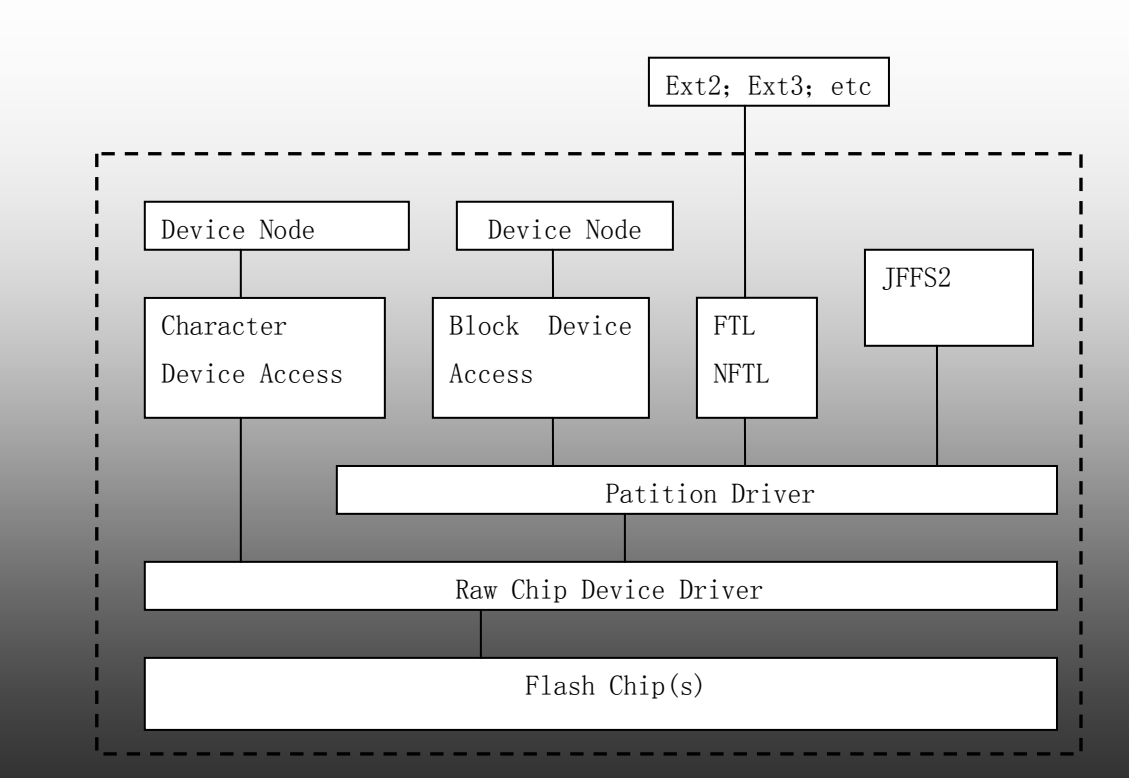 Ext2; Ext3; etc
Device Node
Device Node
JFFS2
Character
Device Access
Block Device
Access
FTL
NFTL
Patition Driver
Raw Chip Device Driver
Flash Chip(s)